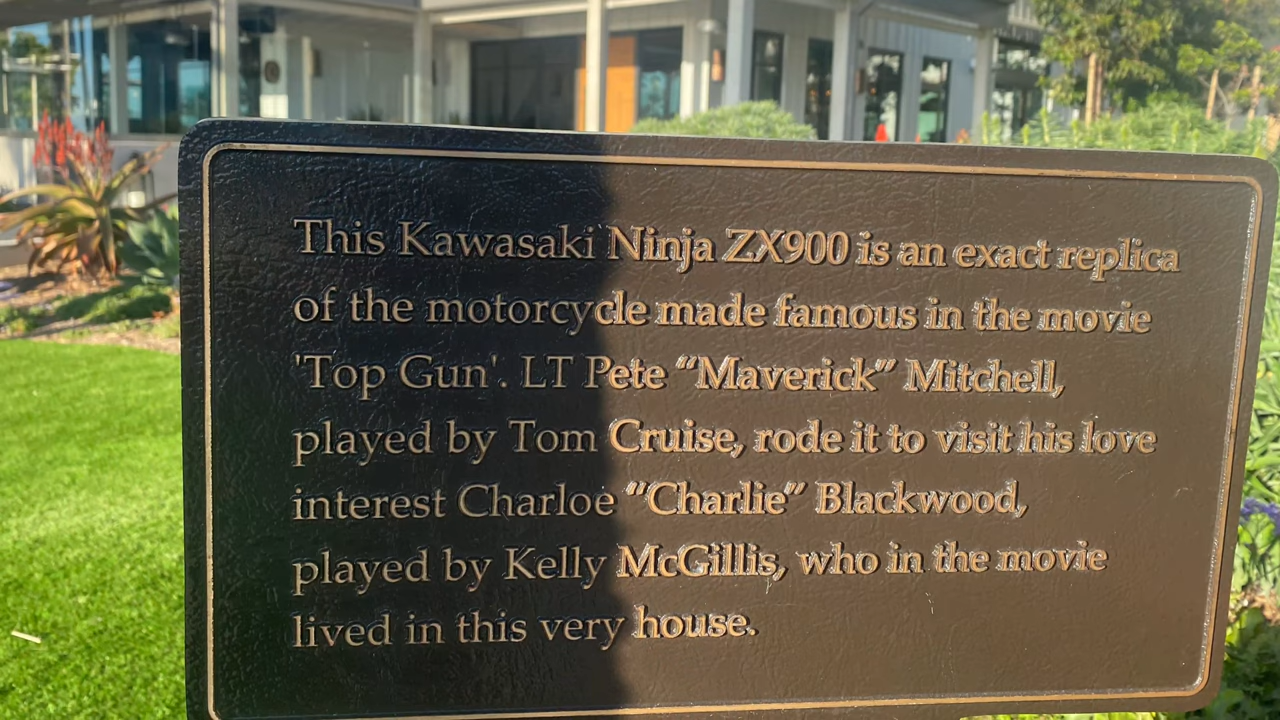 This Kawasaki Ninja ZX900 is an exact replica
of the motorcycle made famous in the movie
'Top Gun'. LT Pete “Maverick” Mitchell,
played by Tom Cruise, rode it to visit his love
interest Charloe “Charlie” Blackwood,
played by Kelly McGillis, who in the movie
lived in this very house.